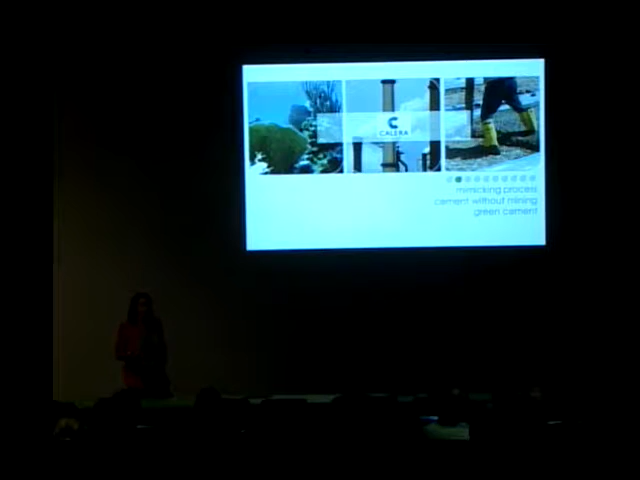 CALERA
mimicking process
cement without mining
green cement